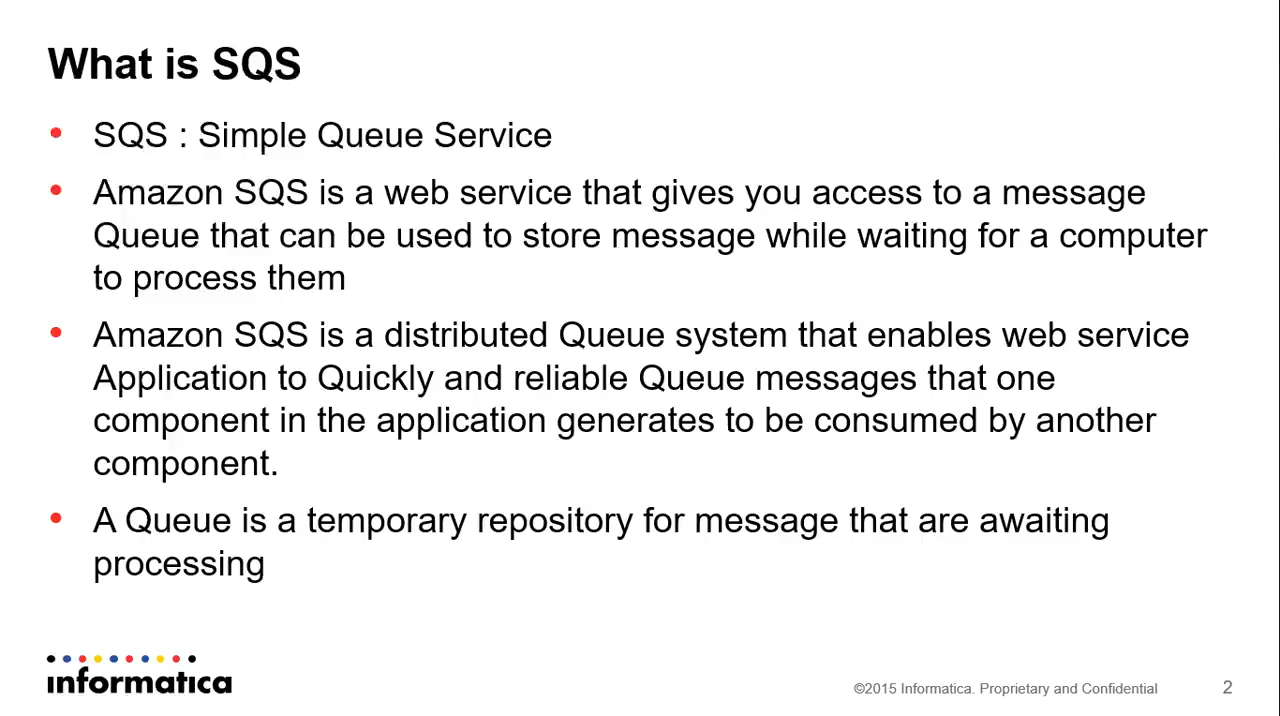 What is SQS
• SQS : Simple Queue Service
• Amazon SQS is a web service that gives you access to a message
Queue that can be used to store message while waiting for a computer
to process them
• Amazon SQS is a distributed Queue system that enables web service
Application to Quickly and reliable Queue messages that one
component in the application generates to be consumed by another
component.
• A Queue is a temporary repository for message that are awaiting
processing
informatica
©2015 Informatica. Proprietary and Confidential 2